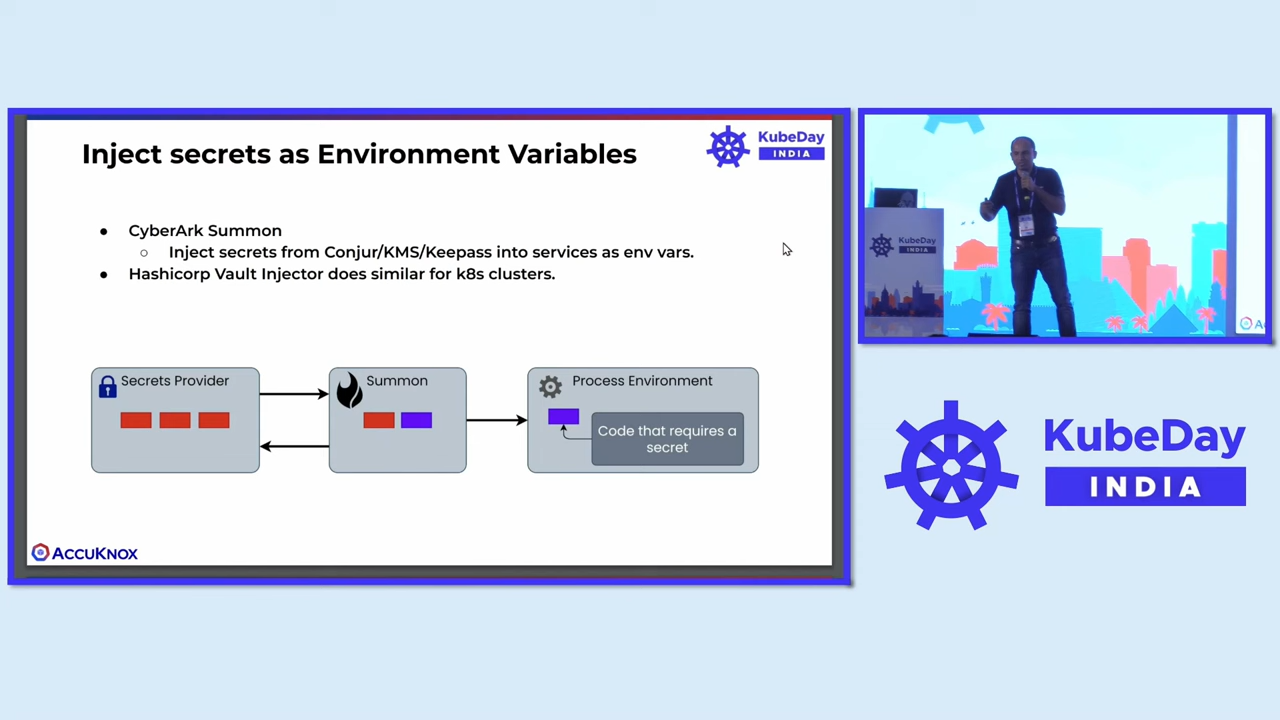 Inject secrets as Environment Variables
KubeDay
INDIA
● CyberArk Summon
○ Inject secrets from Conjur/KMS/Keepass into services as env vars.
● Hashicorp Vault Injector does similar for k8s clusters.
Secrets Provider
Summon
Process Environment
Code that requires a
secret
ACCUKNOX
KubeDay
INDIA
KubeDay
INDIA